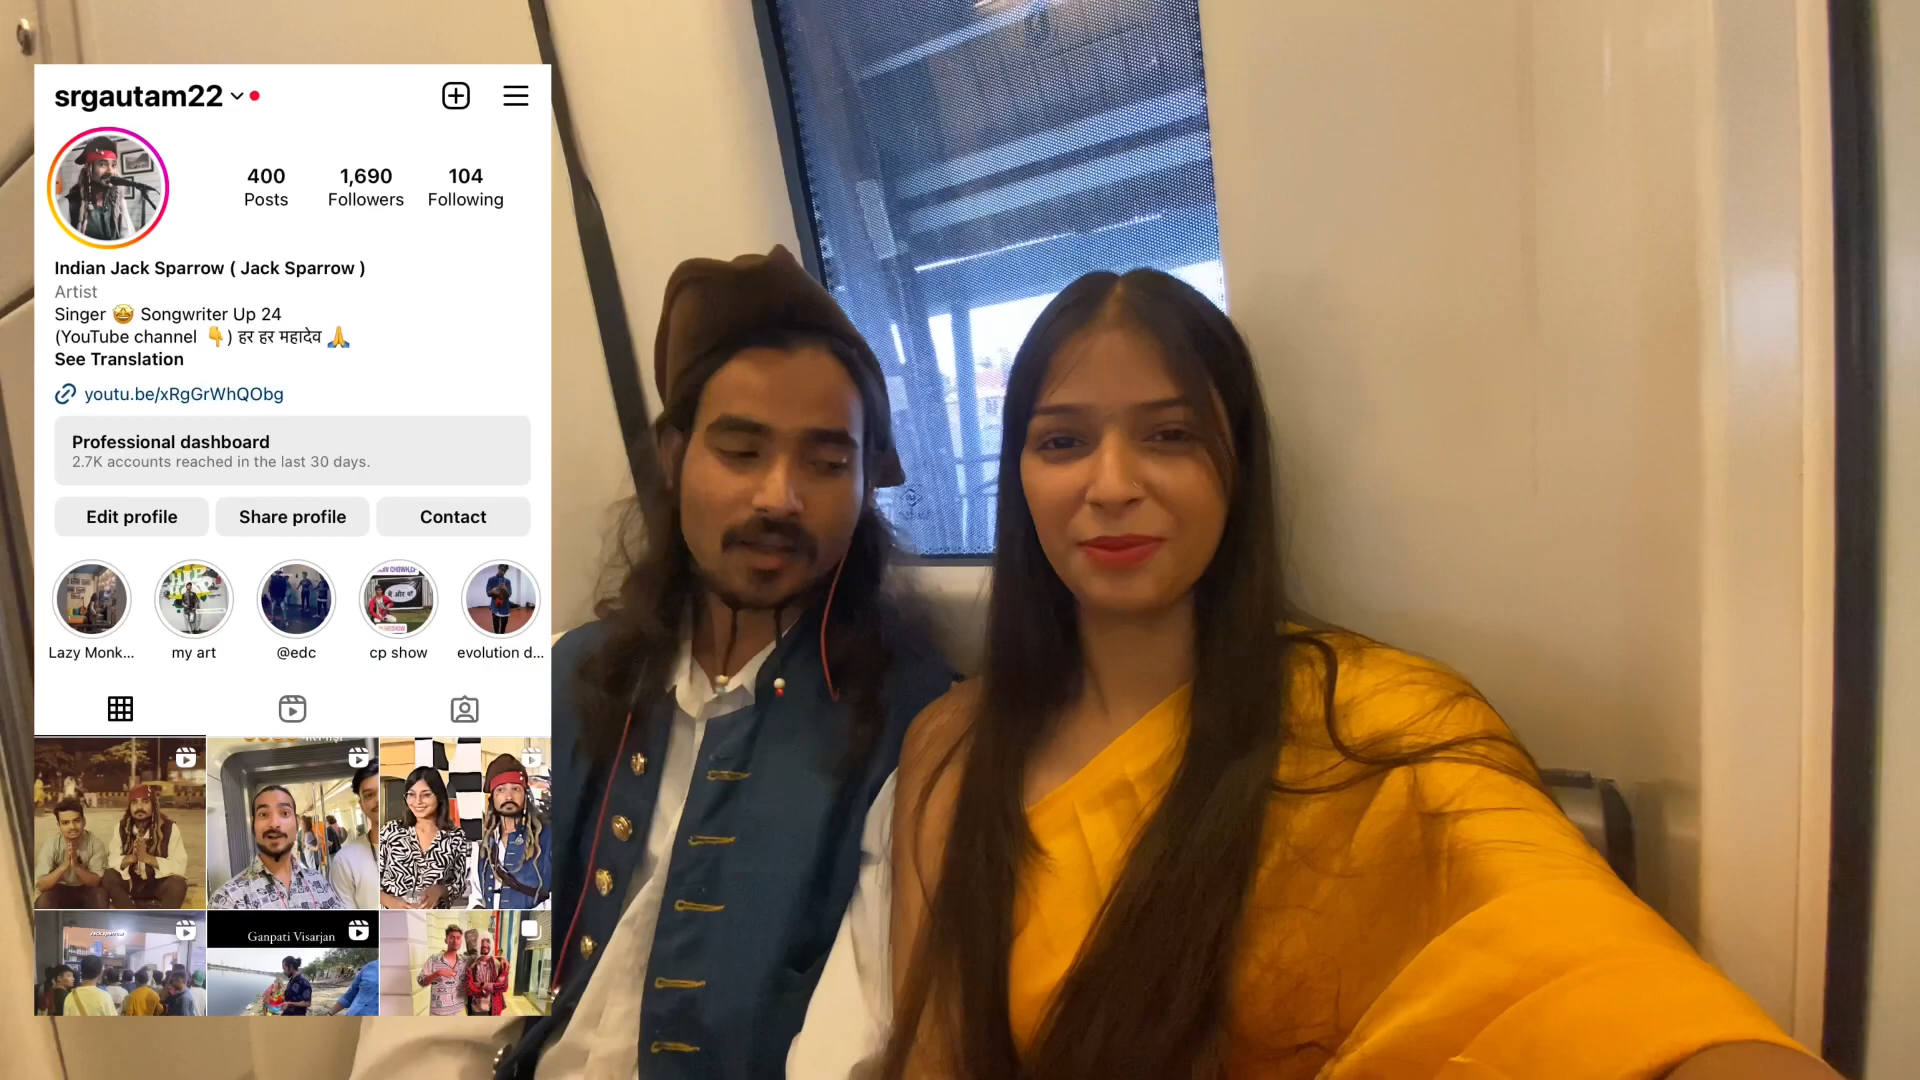 srgautam22
400 1,690 104
Posts Followers Following
Indian Jack Sparrow ( Jack Sparrow )
Artist
Singer 🤩 Songwriter Up 24
(YouTube channel 👇) हर हर महादेव 🙏
See Translation
youtu.be/xRgGrWhQObg
Professional dashboard
2.7K accounts reached in the last 30 days.
Edit profile Share profile Contact
Lazy Monk... my art @edc cp show evolution d...
Jack sparrow
Ganpati Visarjan